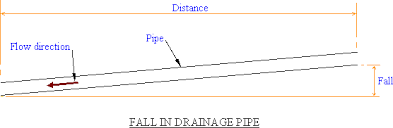 Distance
Pipe
Flow direction
Fall
FALL IN DRAINAGE PIPE